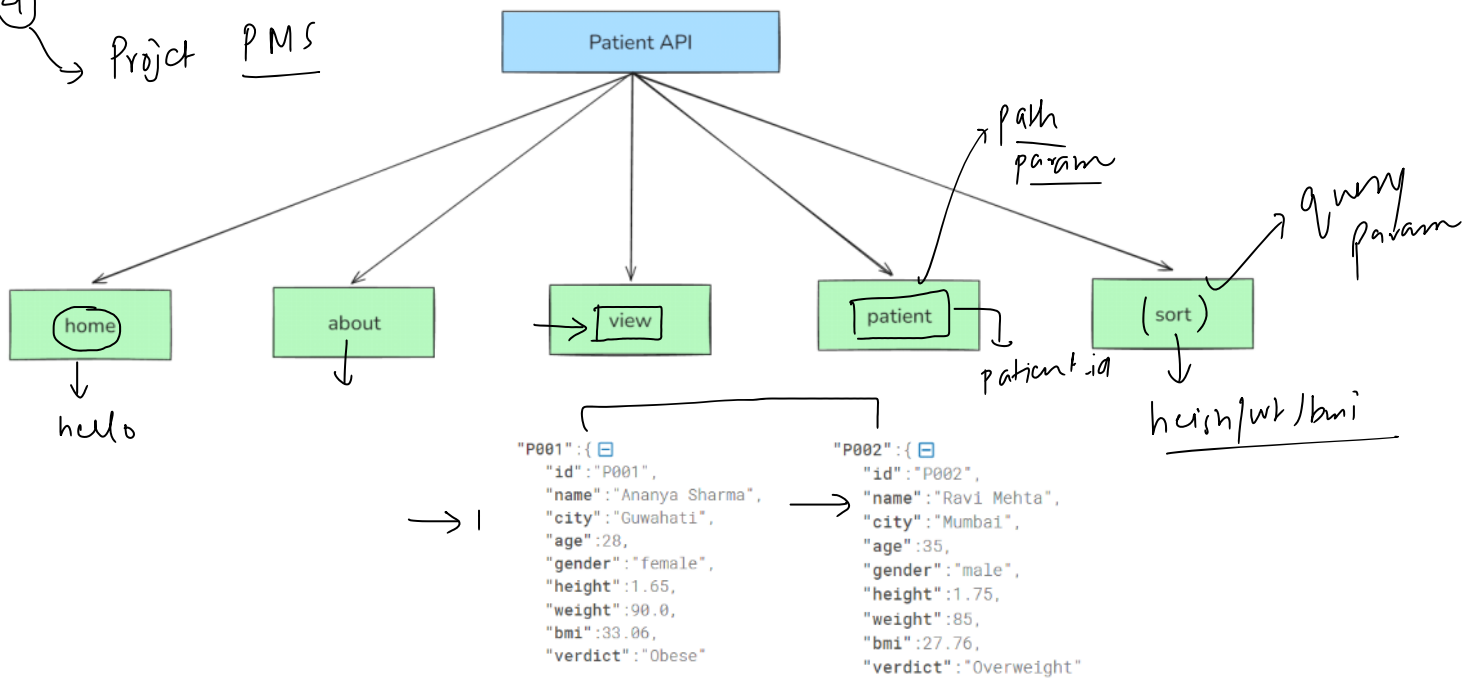 4
Projct PMS
Patient API
path
param
query
param
home
about
view
patient
(sort)
hello
patient_id
heigh/wt/bmi
1
"P001":{
"id":"P001",
"name":"Ananya Sharma",
"city":"Guwahati",
"age":28,
"gender":"female",
"height":1.65,
"weight":90.0,
"bmi":33.06,
"verdict":"Obese"
"P002":{
"id":"P002",
"name":"Ravi Mehta",
"city":"Mumbai",
"age":35,
"gender":"male",
"height":1.75,
"weight":85,
"bmi":27.76,
"verdict":"Overweight"